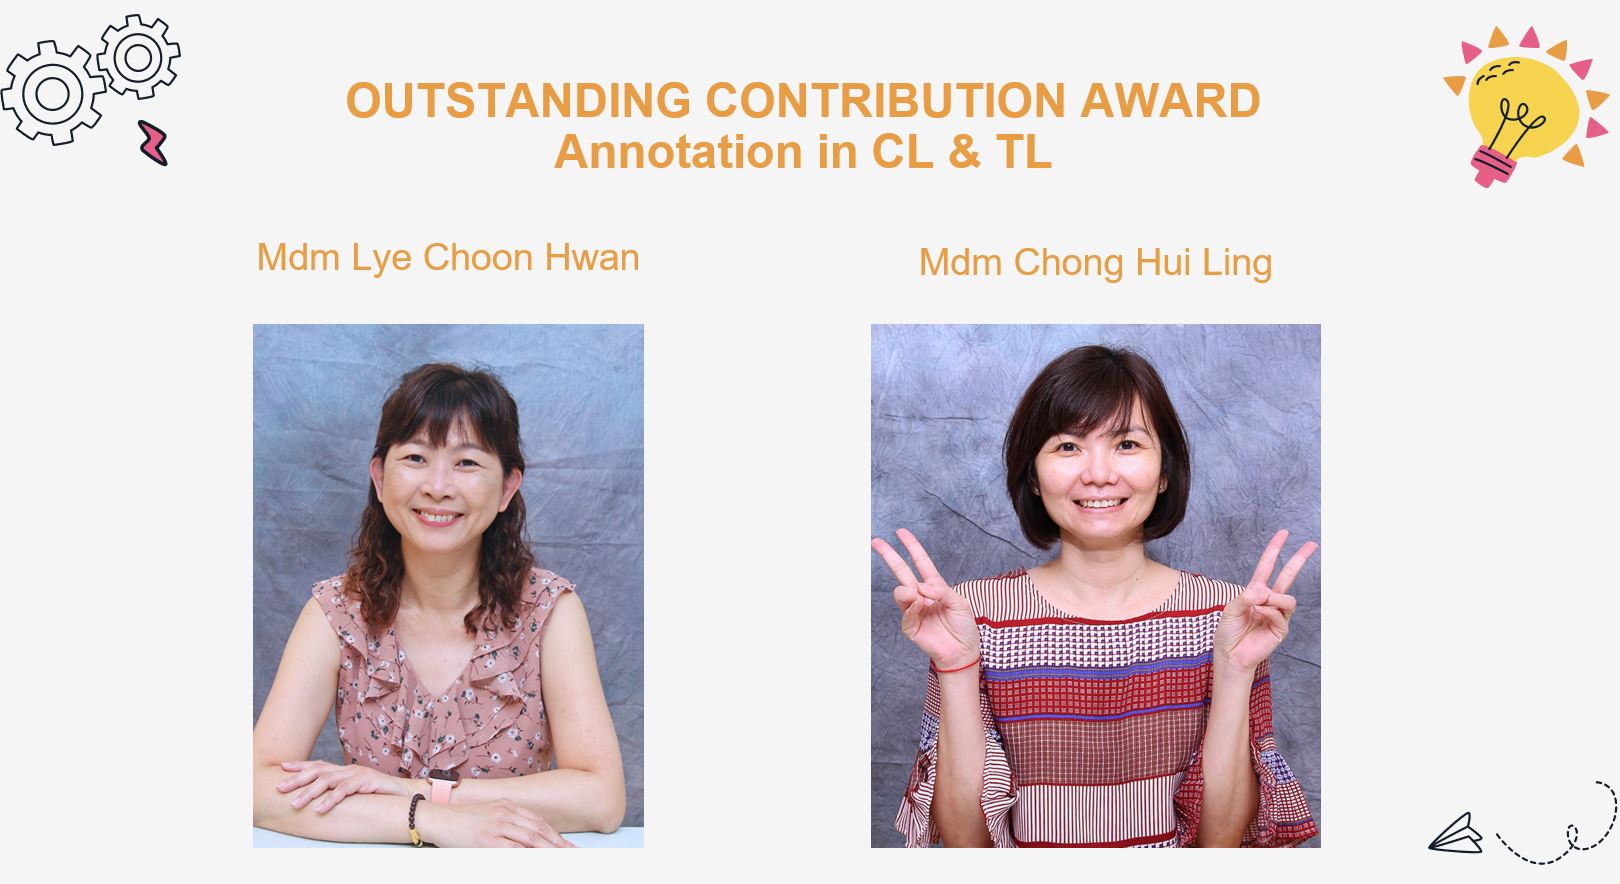 OUTSTANDING CONTRIBUTION AWARD
Annotation in CL & TL
Mdm Lye Choon Hwan
Mdm Chong Hui Ling